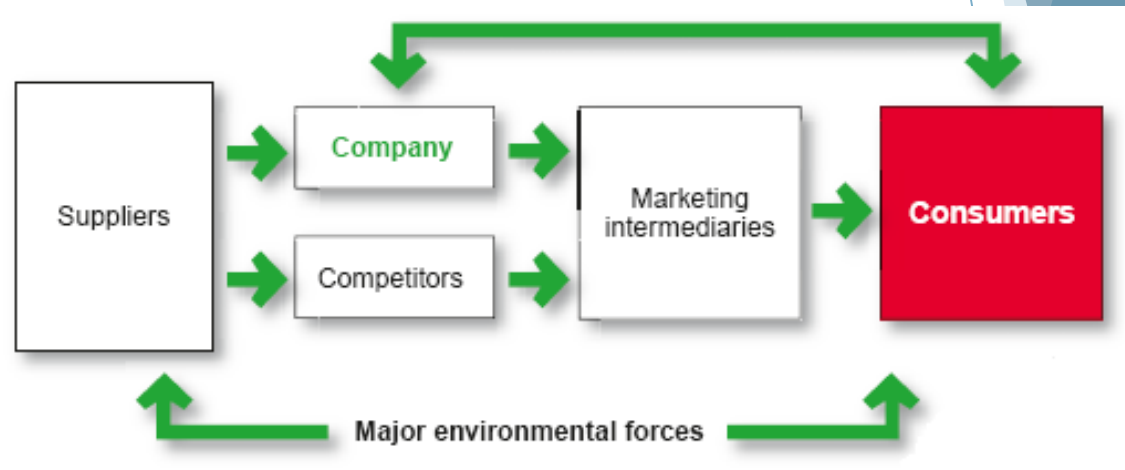 Suppliers
Company
Competitors
Marketing
intermediaries
Consumers
Major environmental forces